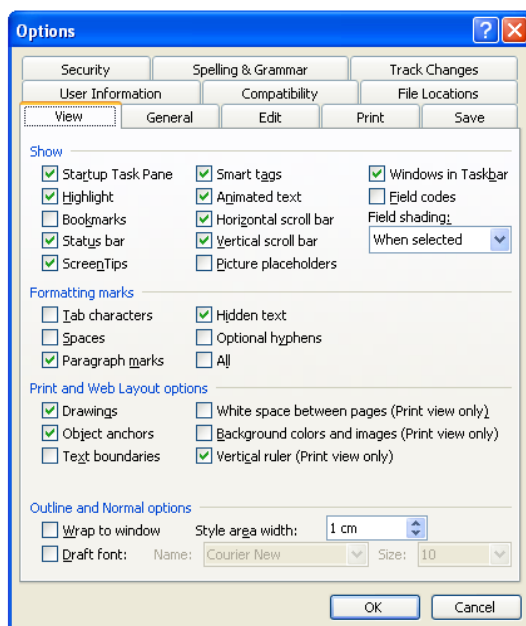 Options
Security Spelling & Grammar Track Changes
User Information Compatibility File Locations
View General Edit Print Save
Show
Startup Task Pane Smart tags Windows in Taskbar
Highlight Animated text Field codes
Bookmarks Horizontal scroll bar Field shading:
Status bar Vertical scroll bar When selected
ScreenTips Picture placeholders
Formatting marks
Tab characters Hidden text
Spaces Optional hyphens
Paragraph marks All
Print and Web Layout options
Drawings White space between pages (Print view only)
Object anchors Background colors and images (Print view only)
Text boundaries Vertical ruler (Print view only)
Outline and Normal options
Wrap to window Style area width: 1 cm
Draft font: Name: Courier New Size: 10
OK Cancel